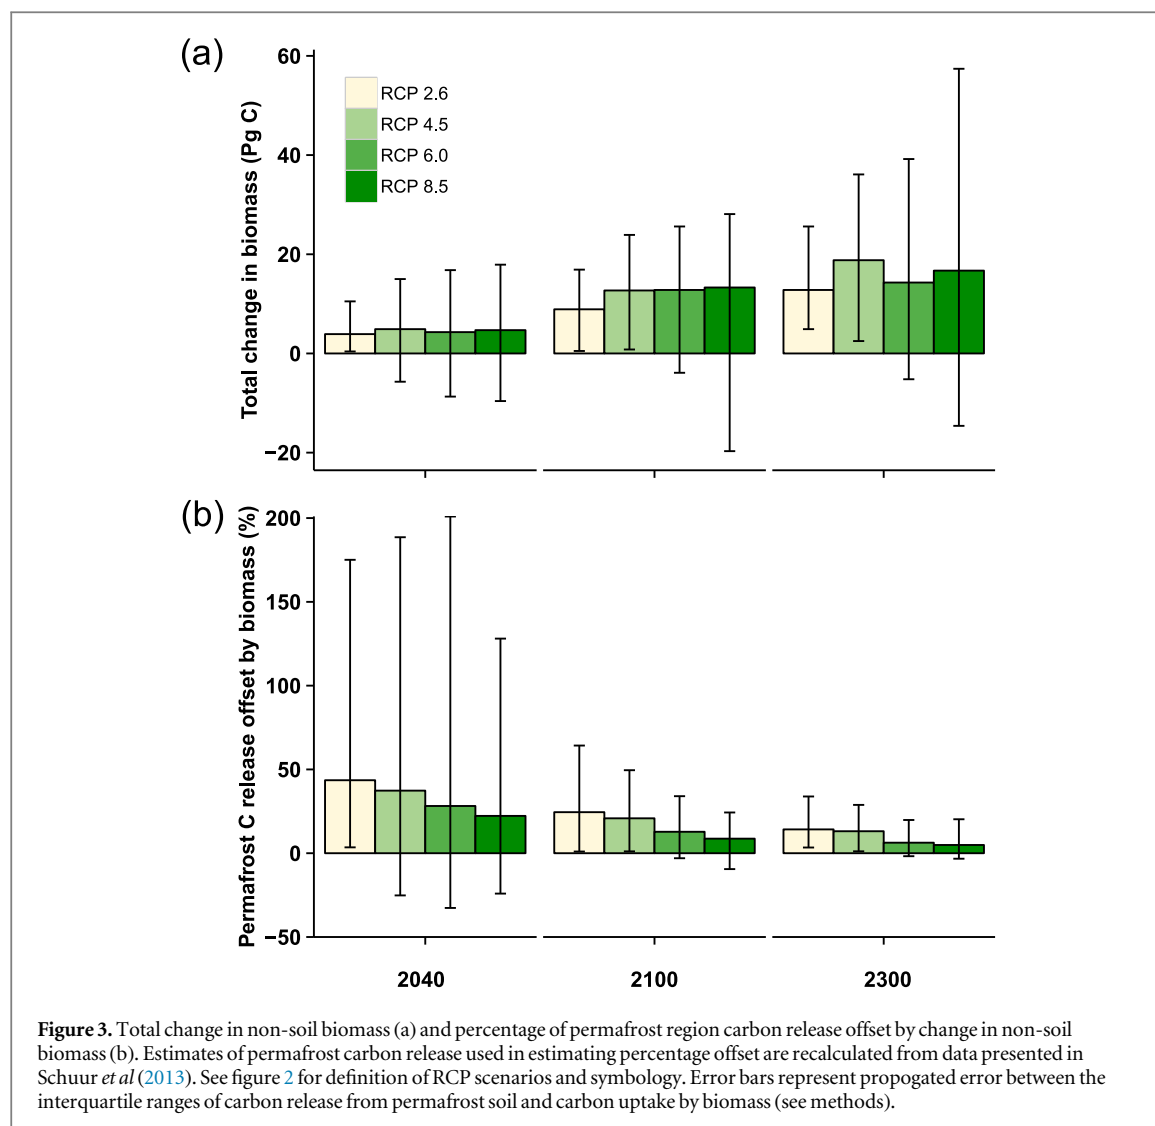 (a)
Total change in biomass (Pg C)
60
40
20
0
−20
RCP 2.6
RCP 4.5
RCP 6.0
RCP 8.5
(b)
Permafrost C release offset by biomass (%)
200
150
100
50
0
−50
2040 2100 2300
Figure 3. Total change in non-soil biomass (a) and percentage of permafrost region carbon release offset by change in non-soil
biomass (b). Estimates of permafrost carbon release used in estimating percentage offset are recalculated from data presented in
Schuur et al (2013). See figure 2 for definition of RCP scenarios and symbology. Error bars represent propogated error between the
interquartile ranges of carbon release from permafrost soil and carbon uptake by biomass (see methods).